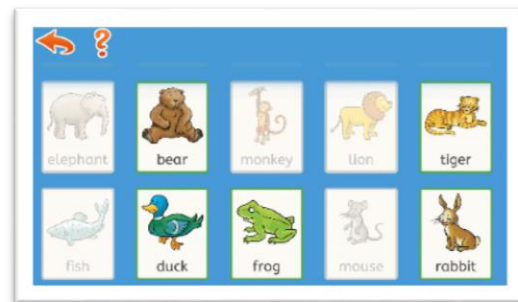 ?
elephant bear monkey lion tiger
fish duck frog mouse rabbit